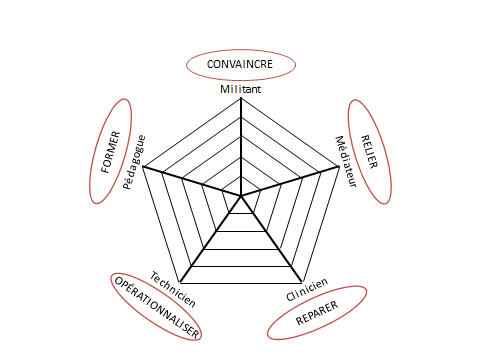 CONVAINCRE
Militant
FORMER
Pédagogue
Médiateur
RELIER
Technicien
OPÉRATIONNALISER
Clinicien
REPARER